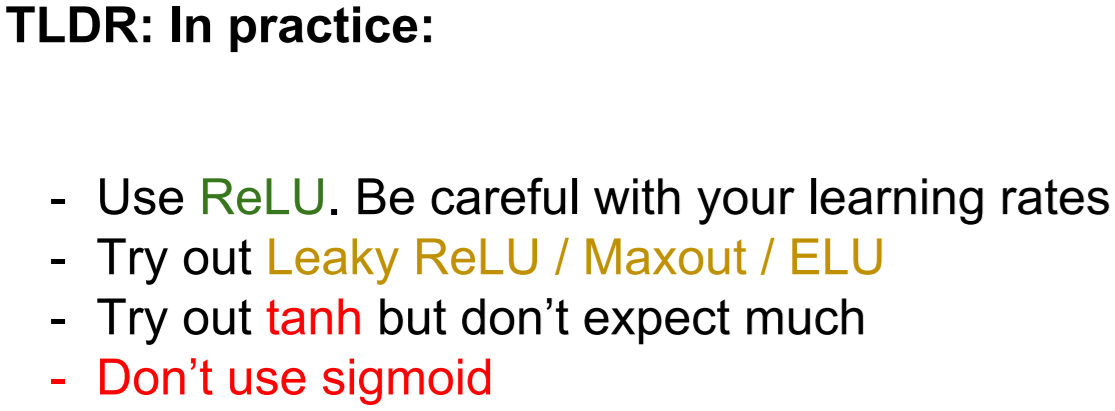 TLDR: In practice:
- Use ReLU. Be careful with your learning rates
- Try out Leaky ReLU / Maxout / ELU
- Try out tanh but don’t expect much
- Don’t use sigmoid